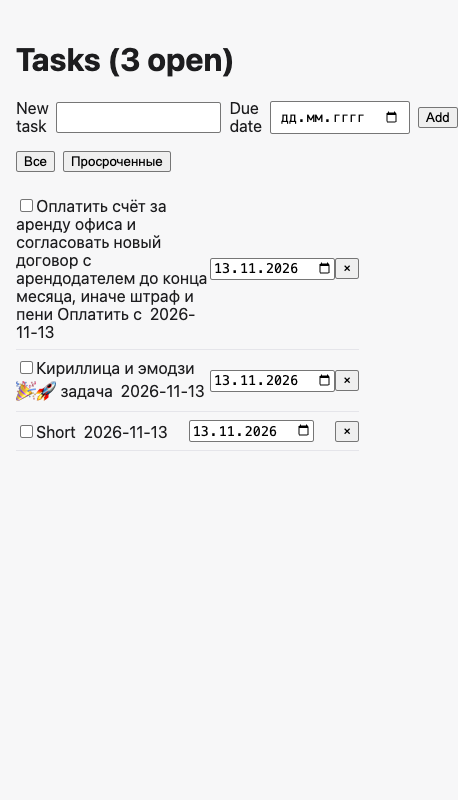 Tasks (3 open)
New task
Due date
дд.мм.гггг
Add
Все
Просроченные
Оплатить счёт за
аренду офиса и
согласовать новый
договор с
арендодателем до конца
месяца, иначе штраф и
пени Оплатить с 2026-
11-13
13.11.2026
×
Кириллица и эмодзи
🎉🚀 задача 2026-11-13
13.11.2026
×
Short 2026-11-13
13.11.2026
×